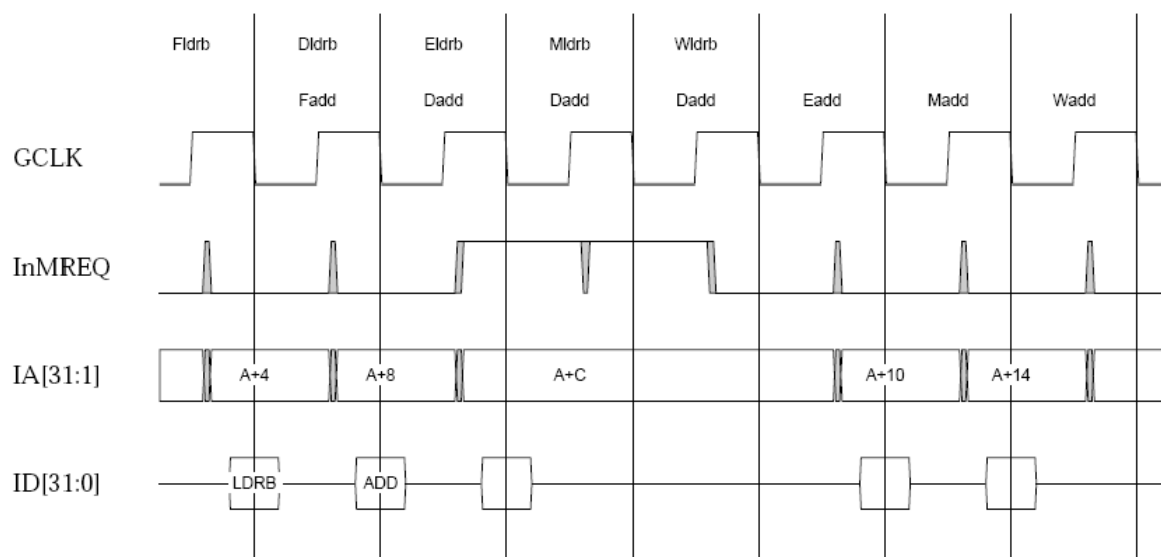 Fldrb Dldrb Eldrb Mldrb Wldrb
Fadd Dadd Dadd Dadd Eadd Madd Wadd
GCLK
InMREQ
IA[31:1] A+4 A+8 A+C A+10 A+14
ID[31:0] LDRB ADD